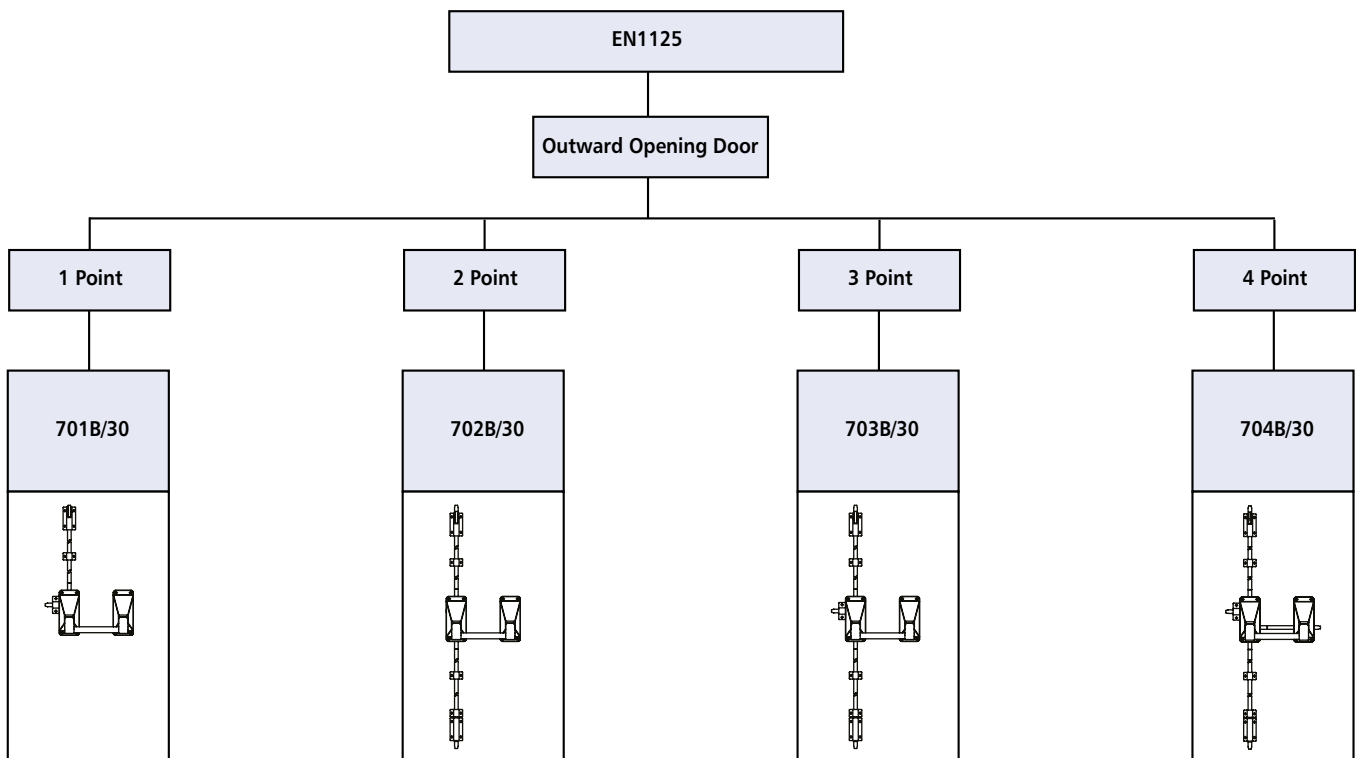 EN1125
Outward Opening Door
1 Point
2 Point
3 Point
4 Point
701B/30
702B/30
703B/30
704B/30